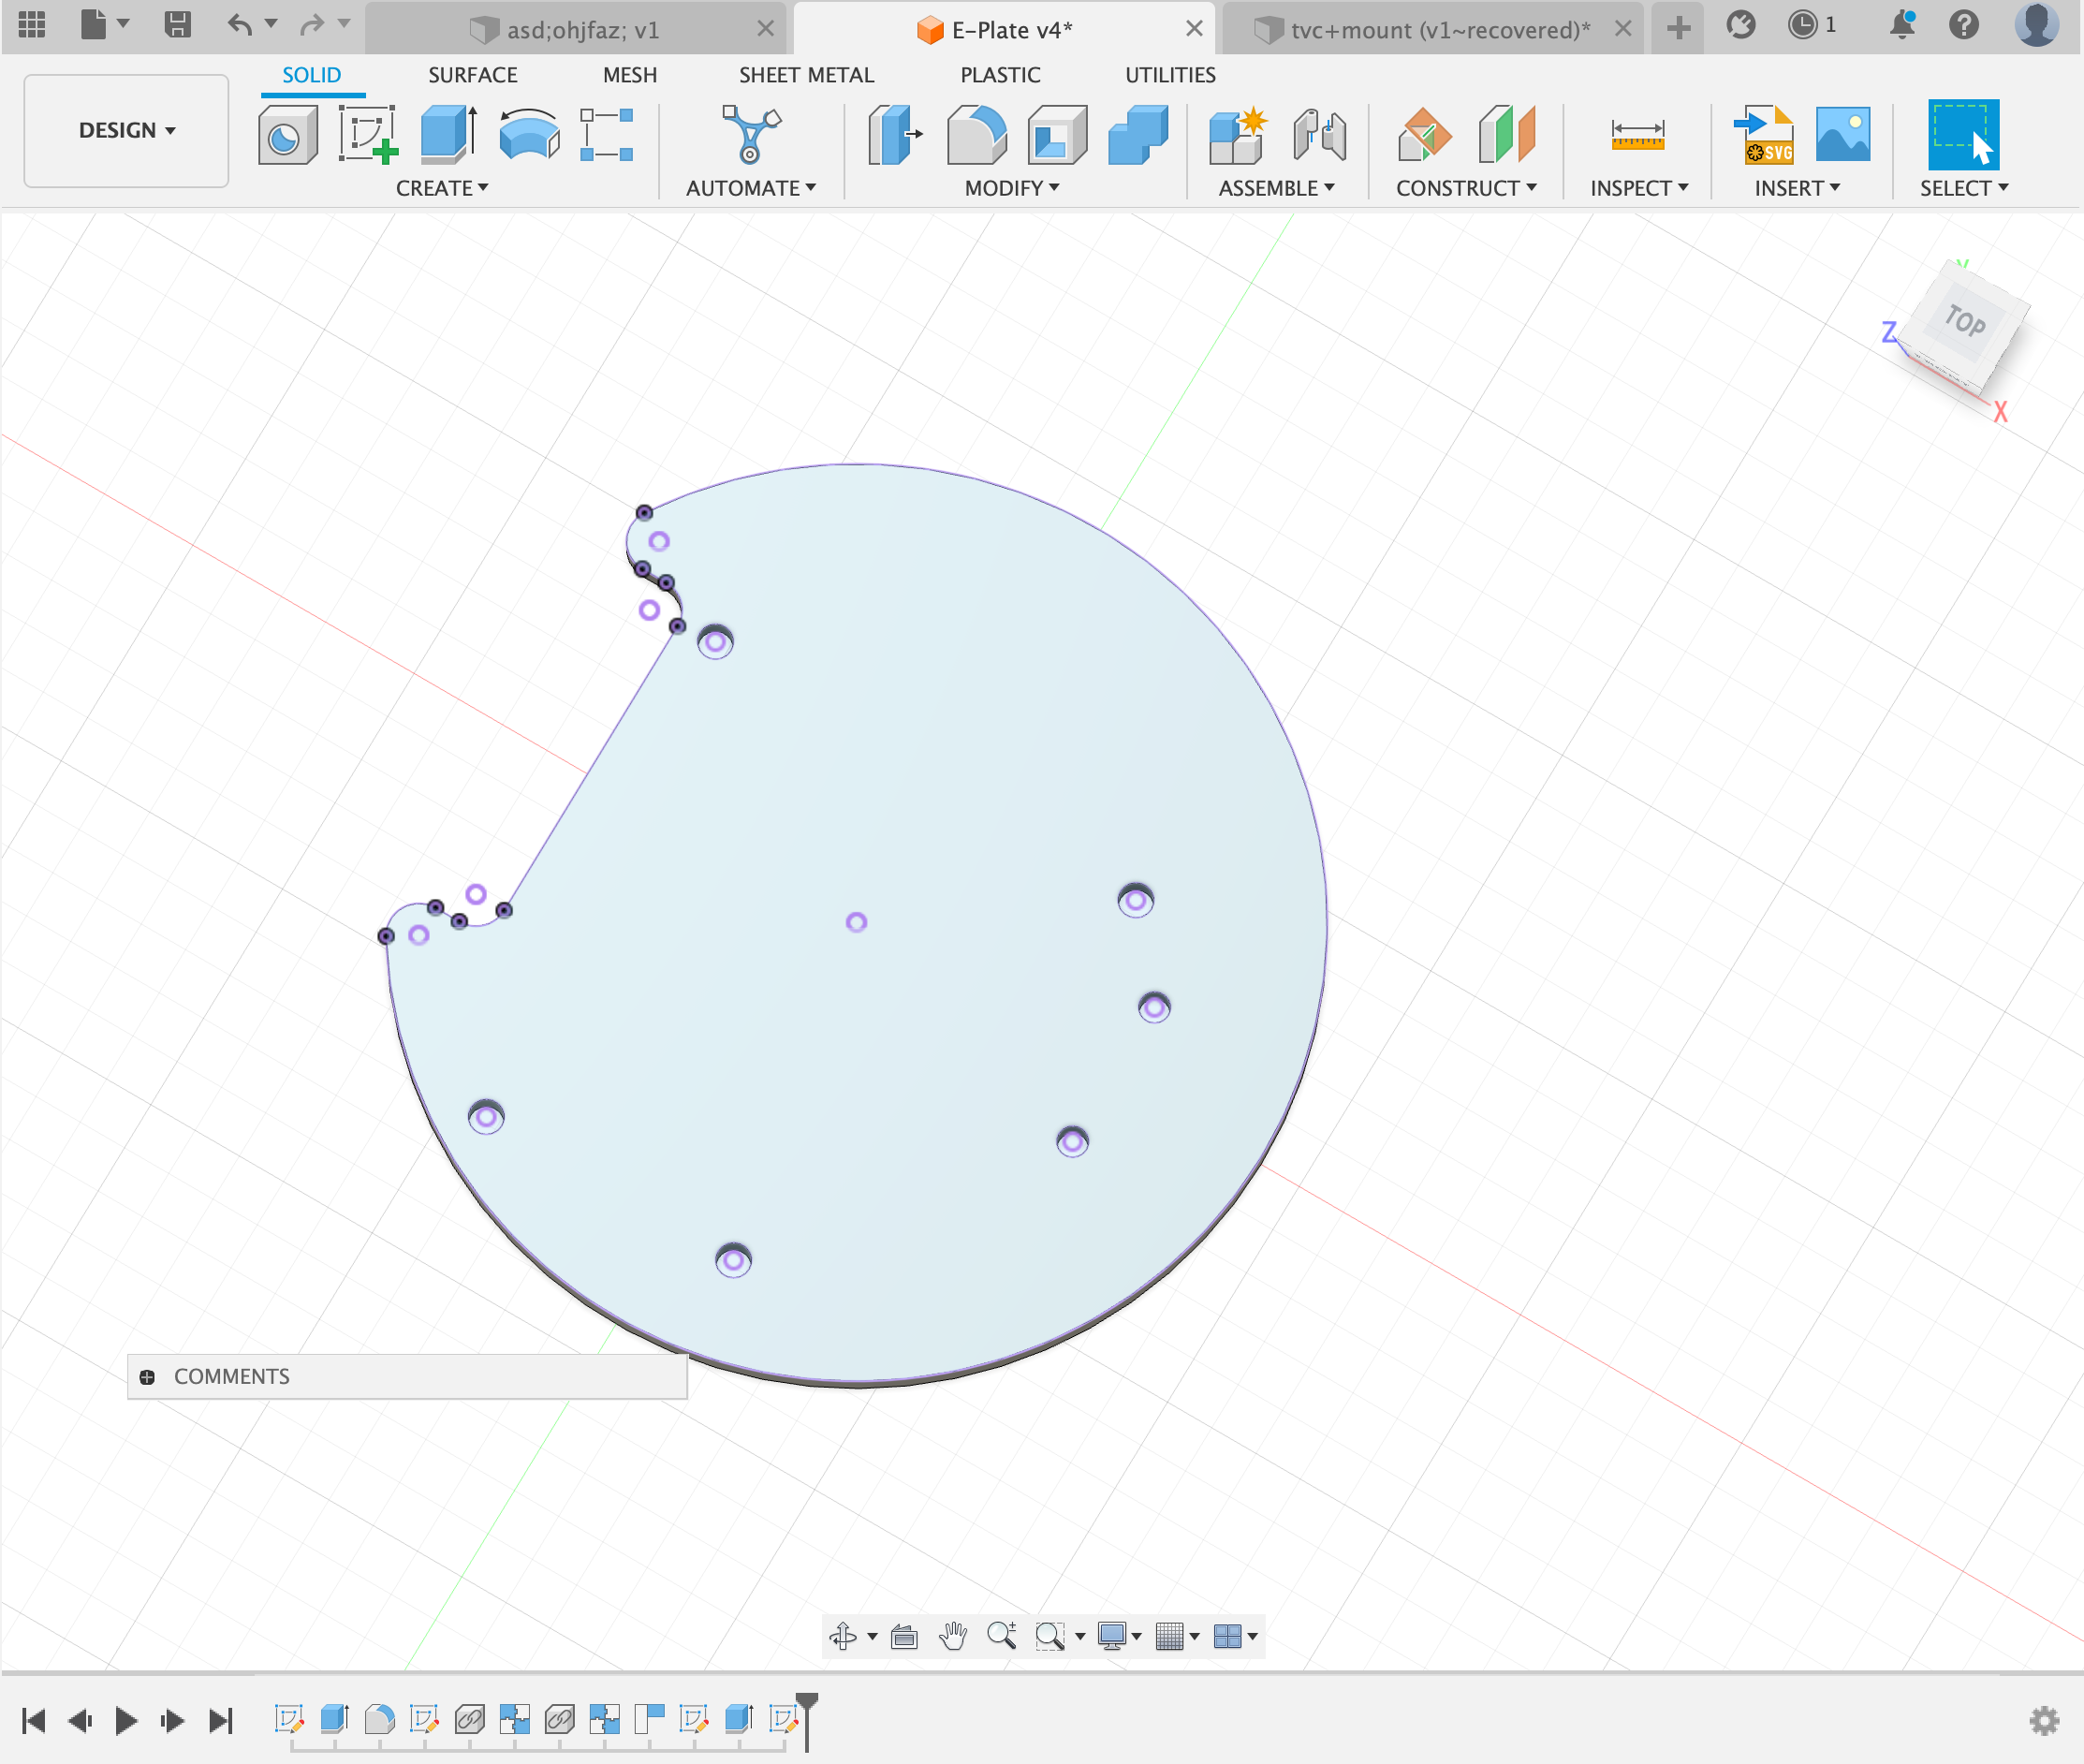 asd;ohjfaz; v1
E-Plate v4*
tvc+mount (v1~recovered)*
1
SOLID
SURFACE
MESH
SHEET METAL
PLASTIC
UTILITIES
DESIGN
SVG
CREATE
AUTOMATE
MODIFY
ASSEMBLE
CONSTRUCT
INSPECT
INSERT
SELECT
Y
TOP
Z
X
COMMENTS